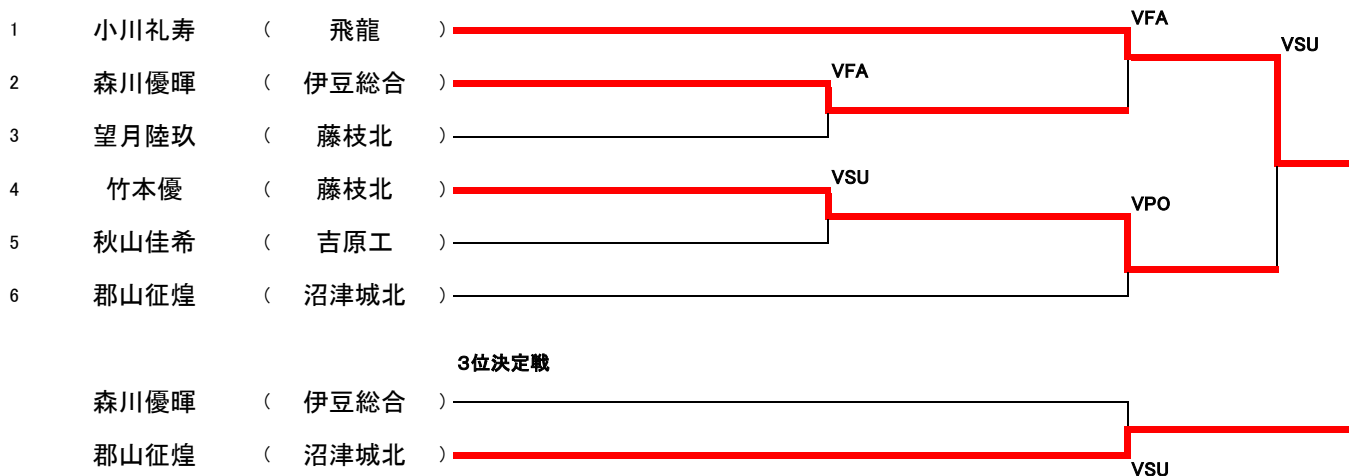 VFA
1 小川礼寿 （ 飛龍 ）
VSU
2 森川優暉 （ 伊豆総合 ） VFA
3 望月陸玖 （ 藤枝北 ）
4 竹本優 （ 藤枝北 ） VSU
VPO
5 秋山佳希 （ 吉原工 ）
6 郡山征煌 （ 沼津城北 ）
3位決定戦
森川優暉 （ 伊豆総合 ）
郡山征煌 （ 沼津城北 ）
VSU